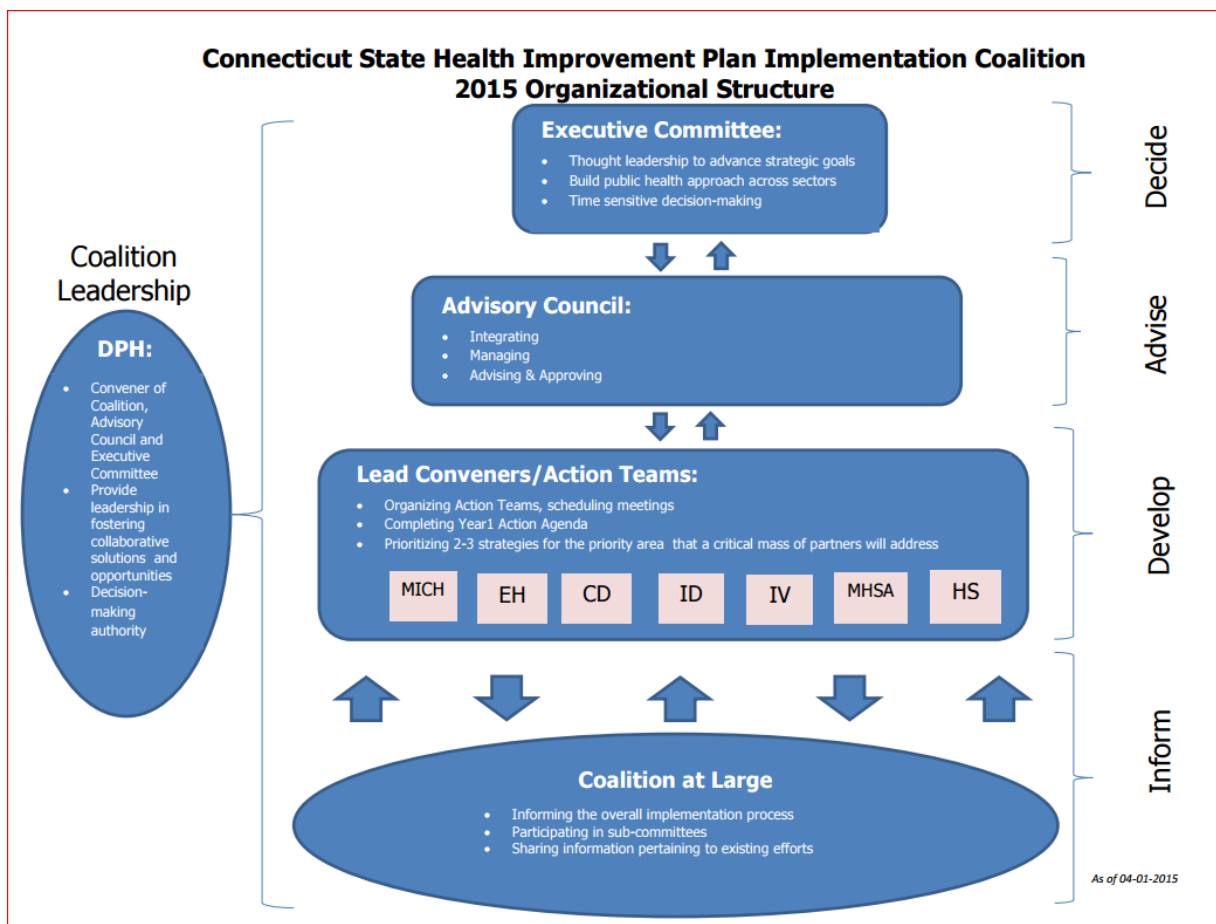 Connecticut State Health Improvement Plan Implementation Coalition
2015 Organizational Structure
Coalition
Leadership
DPH:
• Convener of
Coalition,
Advisory
Council and
Executive
Committee
• Provide
leadership in
fostering
collaborative
solutions and
opportunities
• Decision-
making
authority
Executive Committee:
• Thought leadership to advance strategic goals
• Build public health approach across sectors
• Time sensitive decision-making
Decide
Advisory Council:
• Integrating
• Managing
• Advising & Approving
Advise
Lead Conveners/Action Teams:
• Organizing Action Teams, scheduling meetings
• Completing Year1 Action Agenda
• Prioritizing 2-3 strategies for the priority area that a critical mass of partners will address
MICH EH CD ID IV MHSA HS
Develop
Coalition at Large
• Informing the overall implementation process
• Participating in sub-committees
• Sharing information pertaining to existing efforts
Inform
As of 04-01-2015